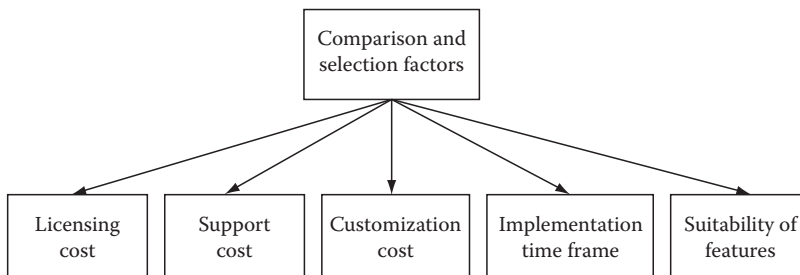 Comparison and
selection factors
Licensing
cost
Support
cost
Customization
cost
Implementation
time frame
Suitability of
features